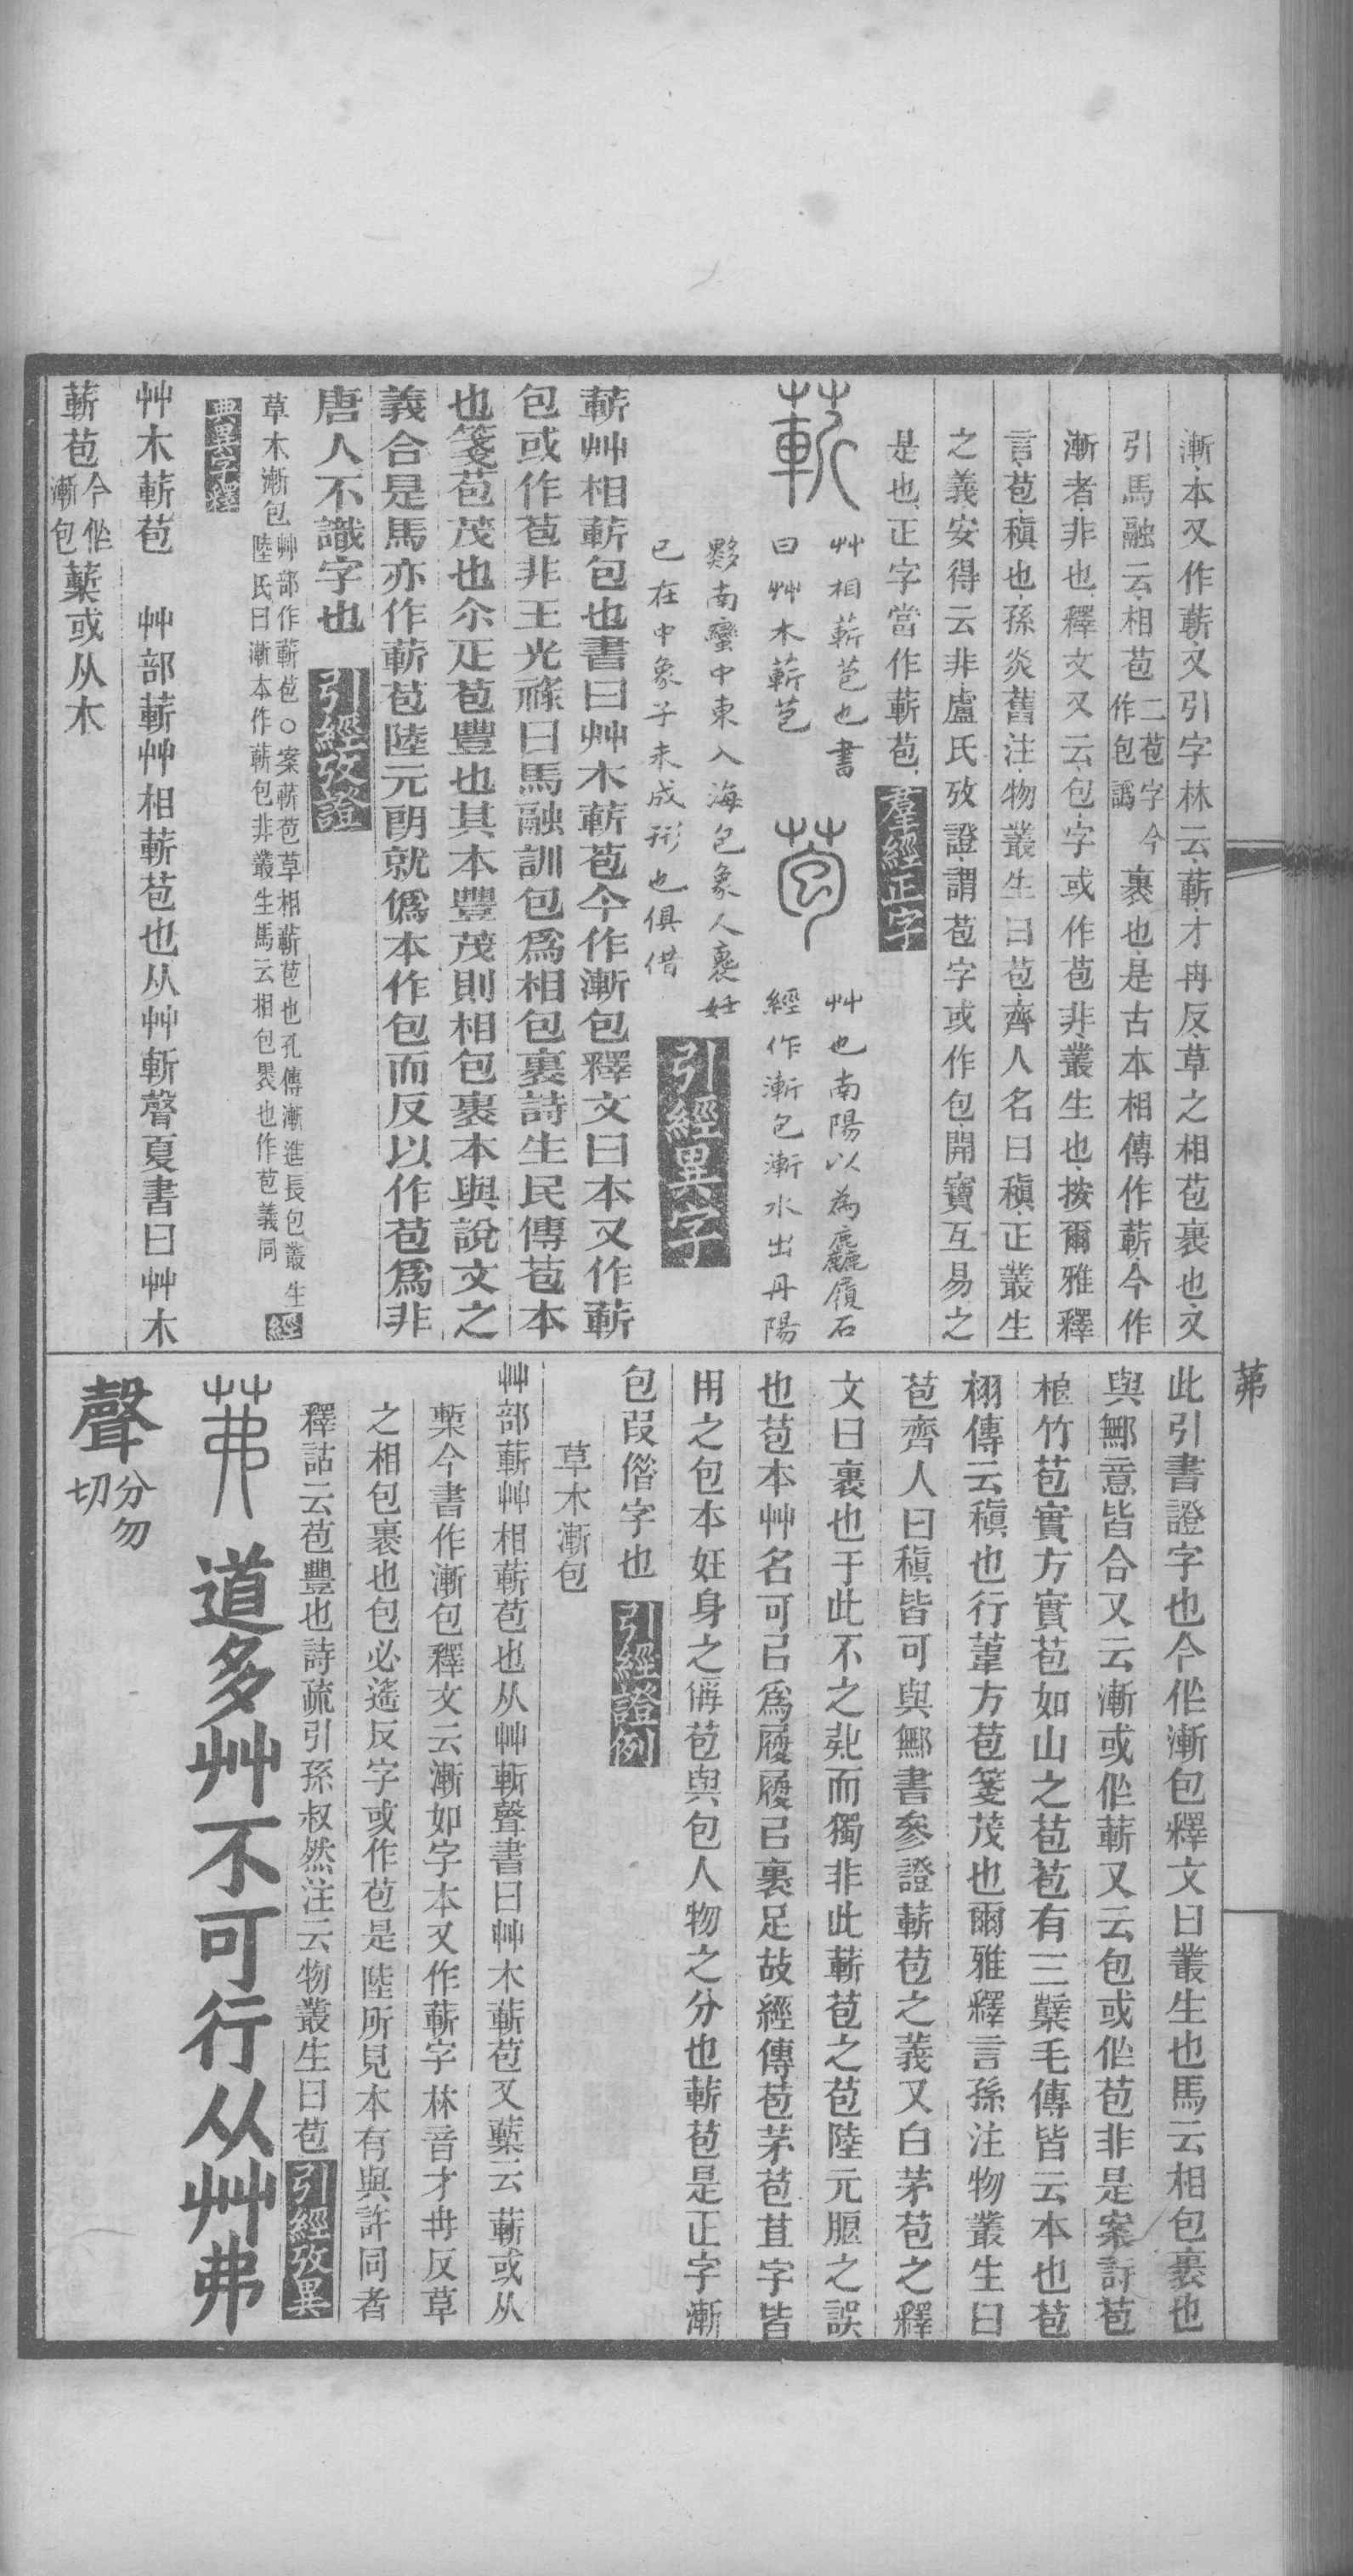 漸本又作蔪又引字林云蔪才冉反草之相苞裹也又
引馬融云相苞二苞字今作包譌裹也是古本相傳作蔪今作
漸者非也釋文又云包字或作苞非叢生也按爾雅釋
言苞稹也孫炎舊注物叢生曰苞齊人名曰稹正叢生
之義安得云非盧氏攷證謂苞字或作包開寶互易之
是也正字當作蔪苞羣經正字
蔪
艸相蔪苞也書
曰艸木蔪苞
苞
艸也南陽以為麤履石
經作漸包漸水出丹陽
黟南蠻中東入海包象人褢妊
巳在中象子未成形也俱借
引經異字
蔪艸相蔪包也書曰艸木蔪苞今作漸包釋文曰本又作蔪
包或作苞非王光祿曰馬融訓包爲相包裹詩生民傳苞本
也箋苞茂也尒疋苞豐也其本豐茂則相包裹本與說文之
義合是馬亦作蔪苞陸元朗就僞本作包而反以作苞爲非
唐人不識字也引經攷證
草木漸包艸部作蔪苞○案蔪苞草相蔪苞也孔傳漸進長包叢生
陸氏曰漸本作蔪包非叢生馬云相包裹也作苞義同經
典異字釋
艸木蔪苞 艸部蔪艸相蔪苞也从艸斬聲夏書曰艸木
蔪苞今作漸包蔪或从木
茀
此引書證字也今作漸包釋文曰叢生也馬云相包裹也
與鄦意皆合又云漸或作蔪又云包或作苞非是案許苞
椢竹苞實方實苞如山之苞苞有三櫱毛傳皆云本也苞
栩傳云稹也行葦方苞箋茂也爾雅釋言孫注物叢生曰
苞齊人曰稹皆可與鄦書參證蔪苞之義又白茅苞之釋
文曰裹也于此不之非而獨非此蔪苞之苞陸元朗之誤
也苞本艸名可㠯爲履履㠯裹足故經傳苞茅苞苴字皆
用之包本妊身之偁苞與包人物之分也蔪苞是正字漸
包叚偺字也引經證例
草木漸包
艸部蔪艸相蔪苞也从艸斬聲書曰艸木蔪苞又蔪云蔪或从
槧今書作漸包釋文云漸如字本又作蔪字林音才冉反草
之相包裹也包必遙反字或作苞是陸所見本有與許同者
釋詁云苞豐也詩疏引孫叔然注云物叢生曰苞引經攷異
茀 道多艸不可行从艸弗
聲分勿切